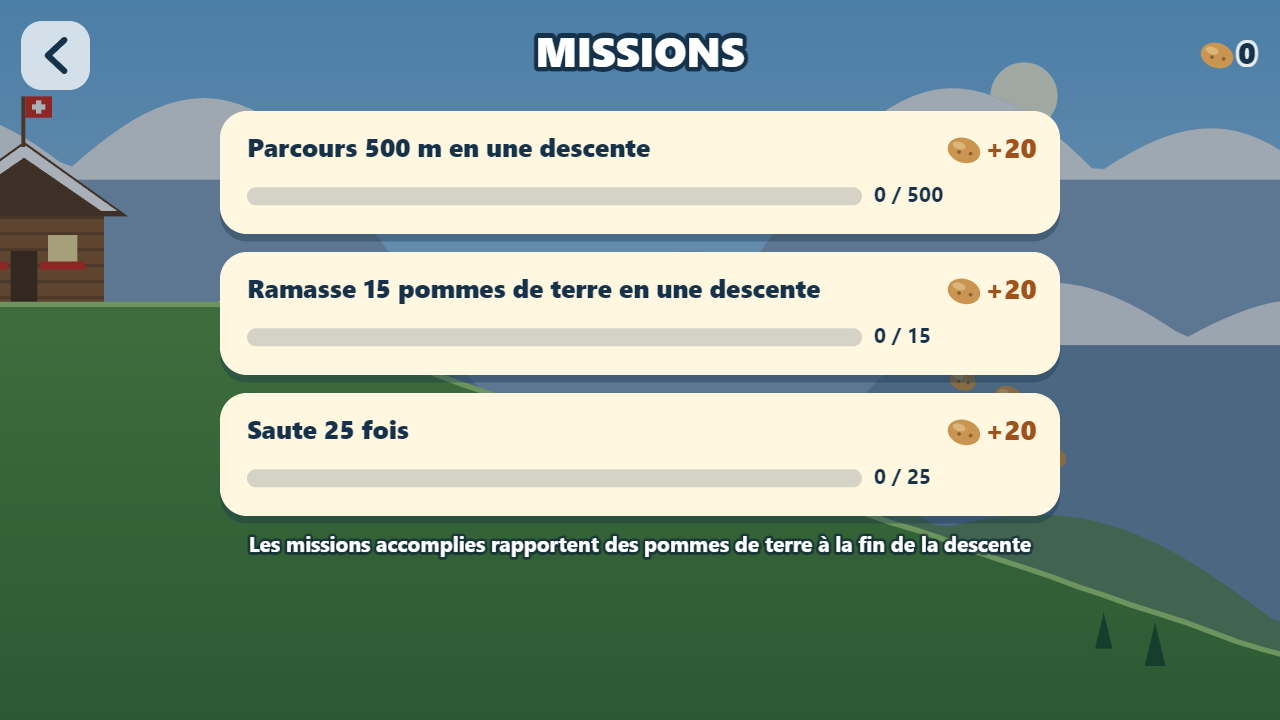 MISSIONS
0
Parcours 500 m en une descente
+20
0 / 500
Ramasse 15 pommes de terre en une descente
+20
0 / 15
Saute 25 fois
+20
0 / 25
Les missions accomplies rapportent des pommes de terre à la fin de la descente